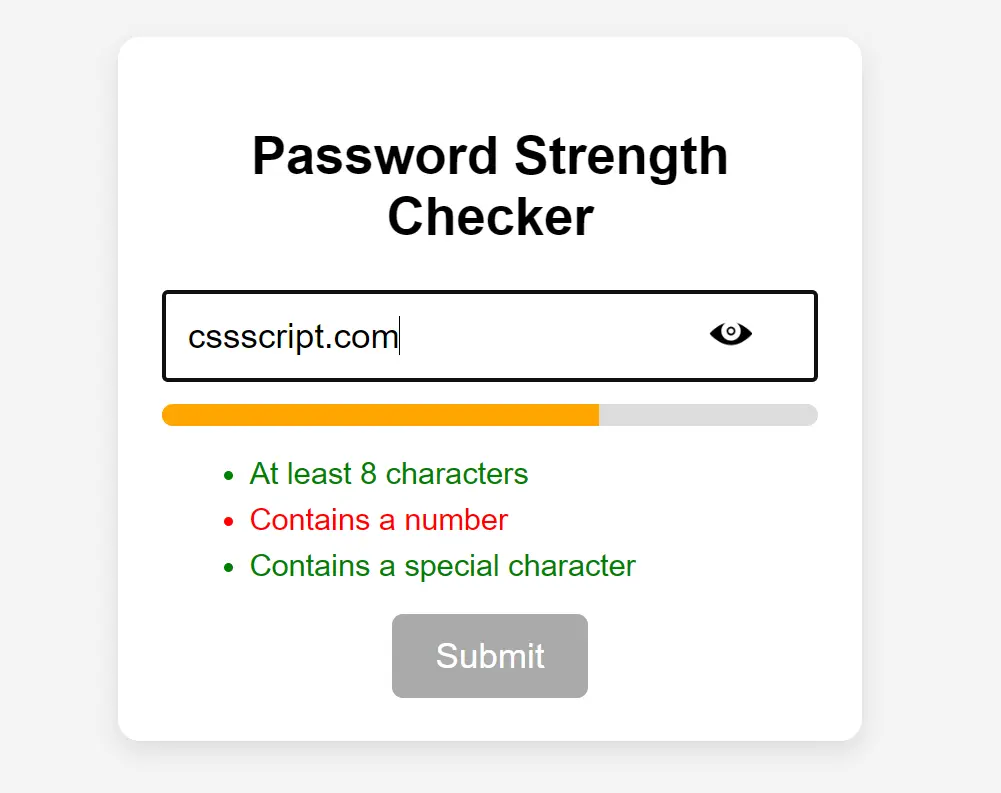 Password Strength
Checker
cssscript.com
At least 8 characters
Contains a number
Contains a special character
Submit